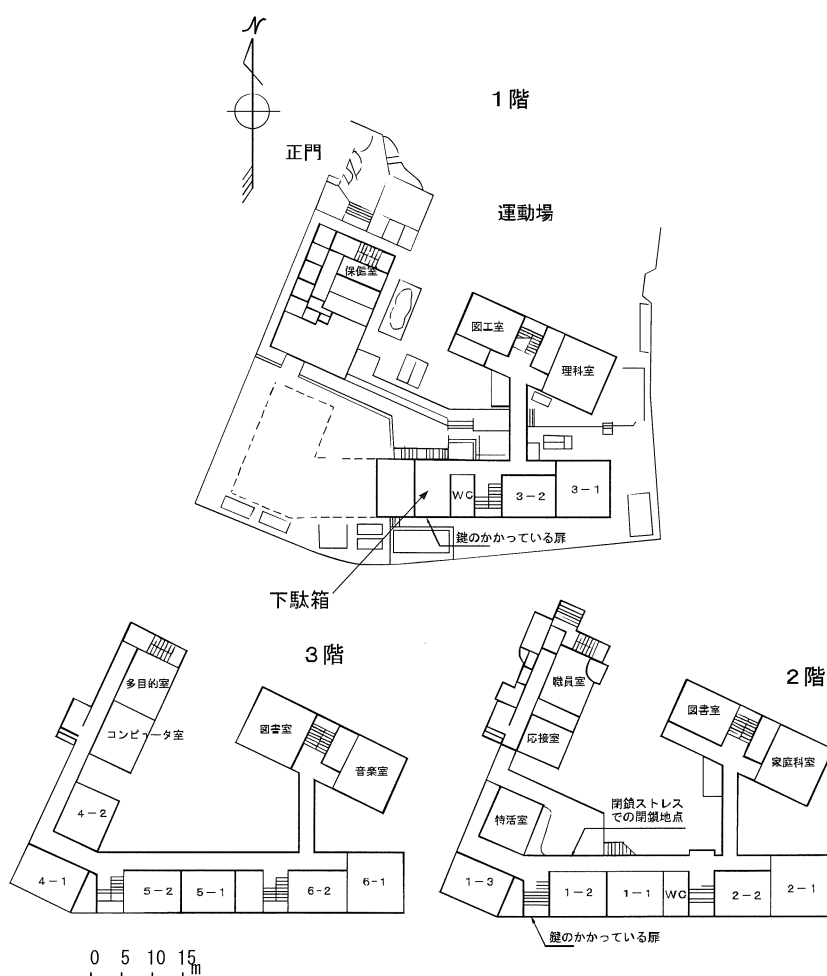 N
1階
正門
運動場
保健室
図工室
理科室
WC
3-2
3-1
鍵のかかっている扉
下駄箱
3階
2階
多目的室
コンピュータ室
4-2
4-1
5-2
5-1
6-2
6-1
図書室
音楽室
職員室
応接室
特活室
図書室
家庭科室
閉鎖ストレス
での閉鎖地点
1-3
1-2
1-1
WC
2-2
2-1
鍵のかかっている扉
0 5 10 15m